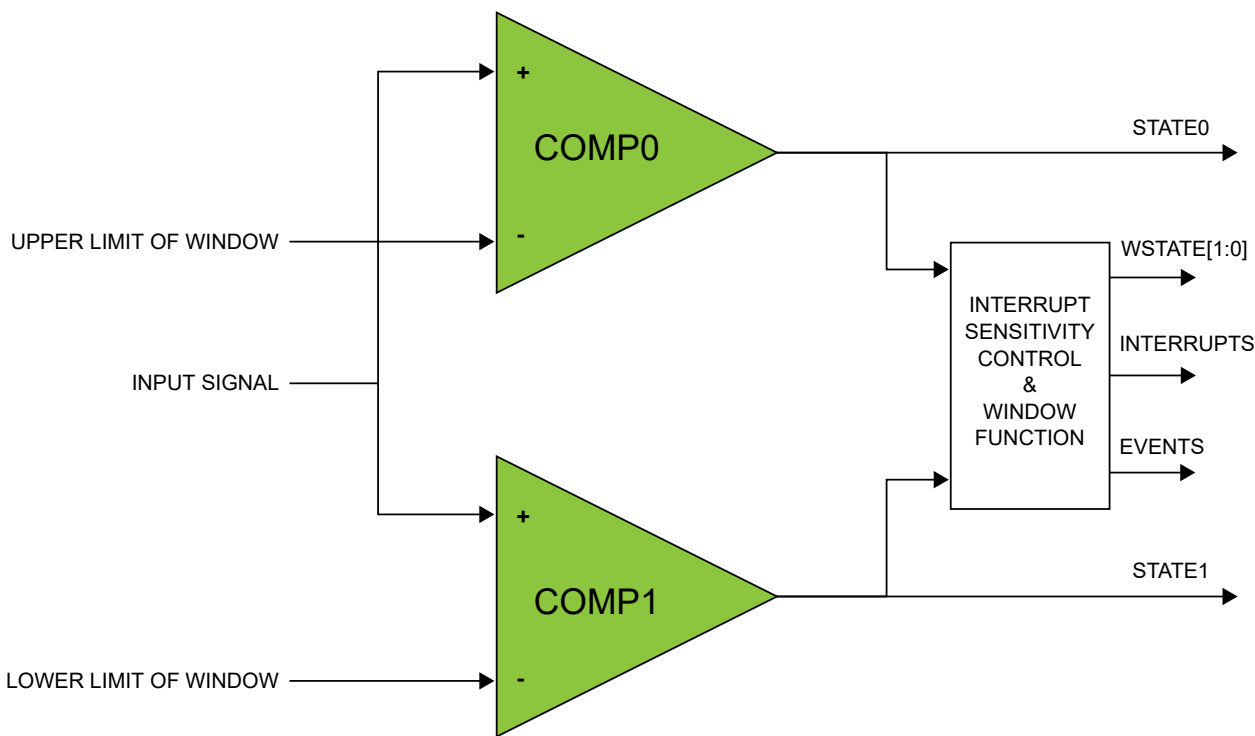 +
COMP0
-
STATE0
UPPER LIMIT OF WINDOW
WSTATE[1:0]
INTERRUPT
SENSITIVITY
CONTROL
&
WINDOW
FUNCTION
INTERRUPTS
INPUT SIGNAL
EVENTS
+
COMP1
-
STATE1
LOWER LIMIT OF WINDOW